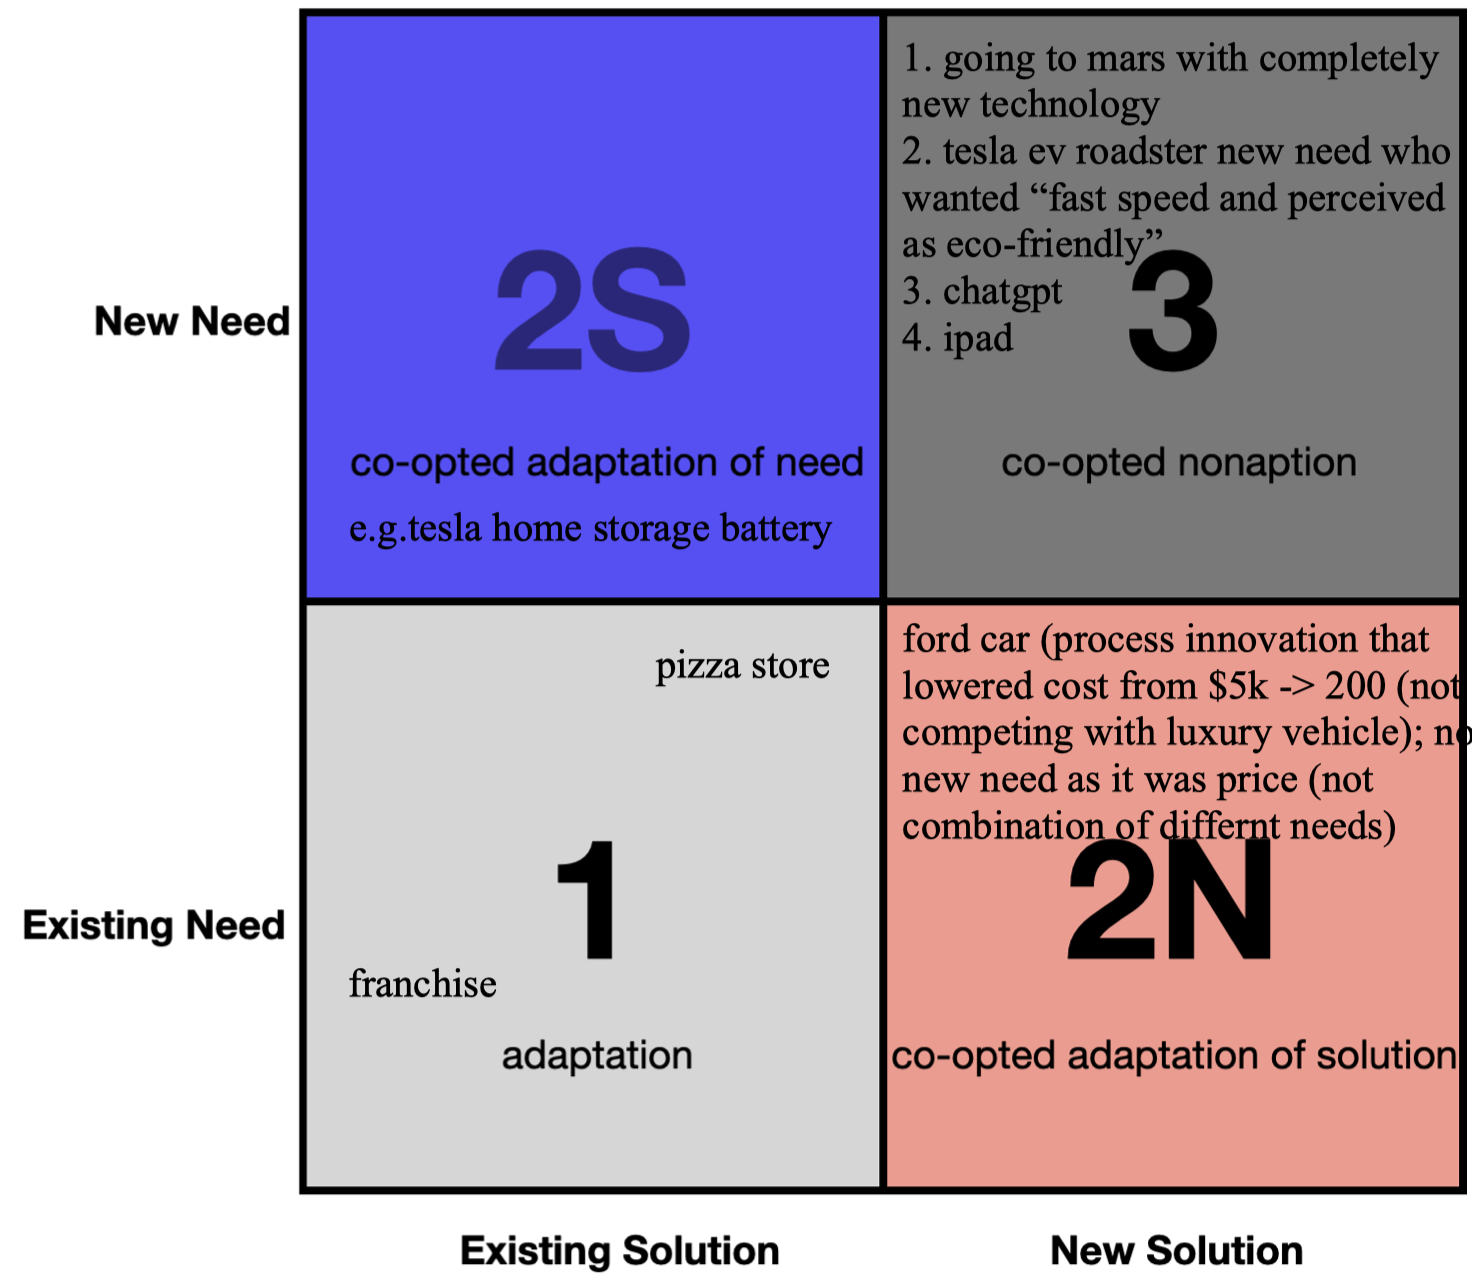 1. going to mars with completely
new technology
2. tesla ev roadster new need who
wanted “fast speed and perceived
as eco-friendly”
3. chatgpt
4. ipad
New Need
2S
3
co-opted adaptation of need
co-opted nonaption
e.g.tesla home storage battery
pizza store
ford car (process innovation that
lowered cost from $5k -> 200 (not
competing with luxury vehicle); no
new need as it was price (not
combination of differnt needs)
Existing Need
1
2N
franchise
adaptation
co-opted adaptation of solution
Existing Solution
New Solution